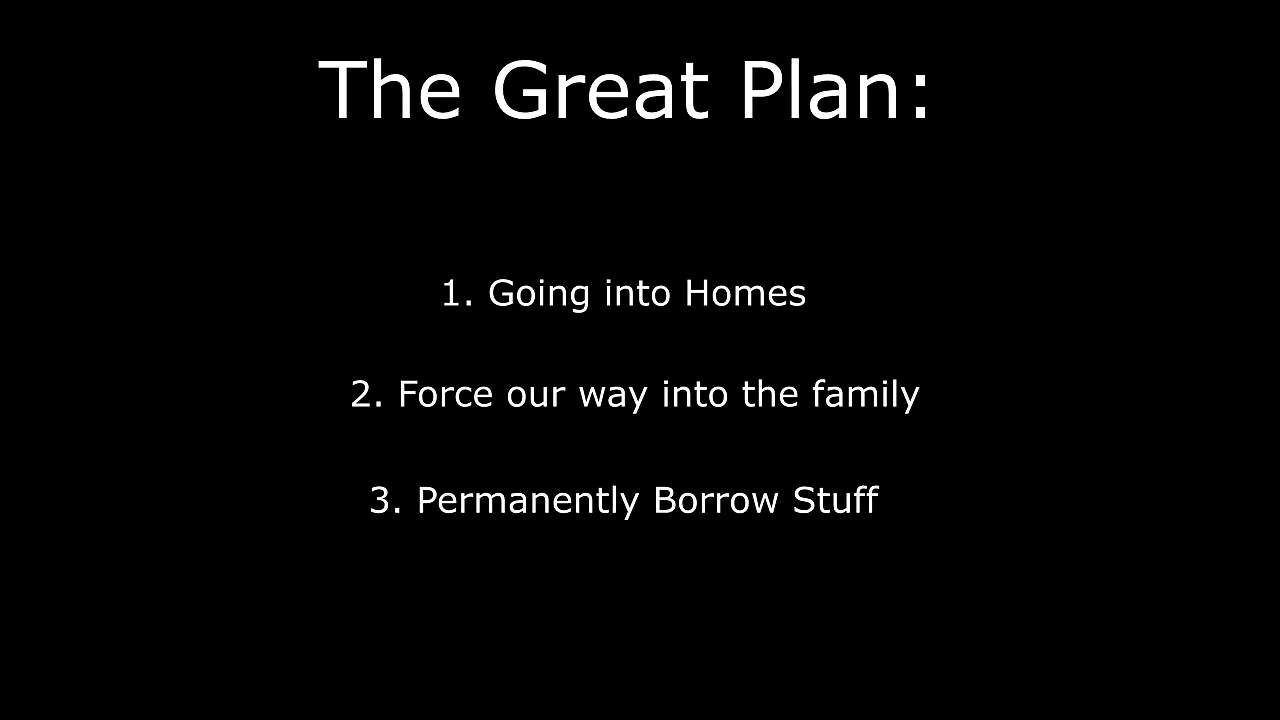 The Great Plan:
1. Going into Homes
2. Force our way into the family
3. Permanently Borrow Stuff